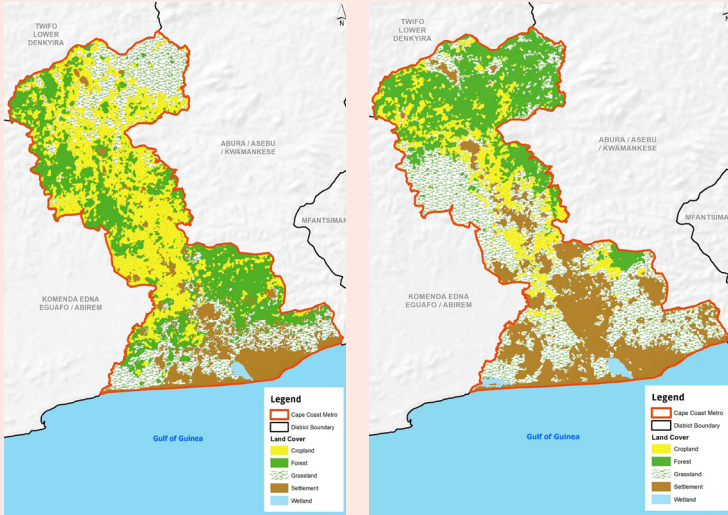 TWIFO
LOWER
DENKYIRA
N
ABURA / ASEBU
/ KWAMANKESE
MFANTSIMAN
KOMENDA EDNA
EGUAFO / ABIREM
Gulf of Guinea
Legend
Cape Coast Metro
District Boundary
Land Cover
Cropland
Forest
Grassland
Settlement
Wetland
TWIFO
LOWER
DENKYIRA
N
ABURA / ASEBU
/ KWAMANKESE
MFANTSIMA
KOMENDA EDNA
EGUAFO / ABIREM
Gulf of Guinea
Legend
Cape Coast Metro
District Boundary
Land Cover
Cropland
Forest
Grassland
Settlement
Wetland